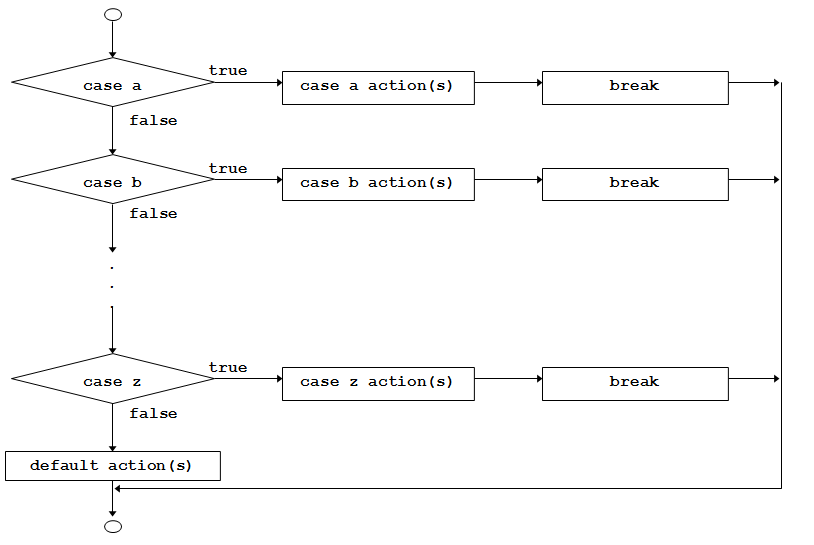 true
case a
case a action(s)
break
false
true
case b
case b action(s)
break
false
.
.
.
true
case z
case z action(s)
break
false
default action(s)